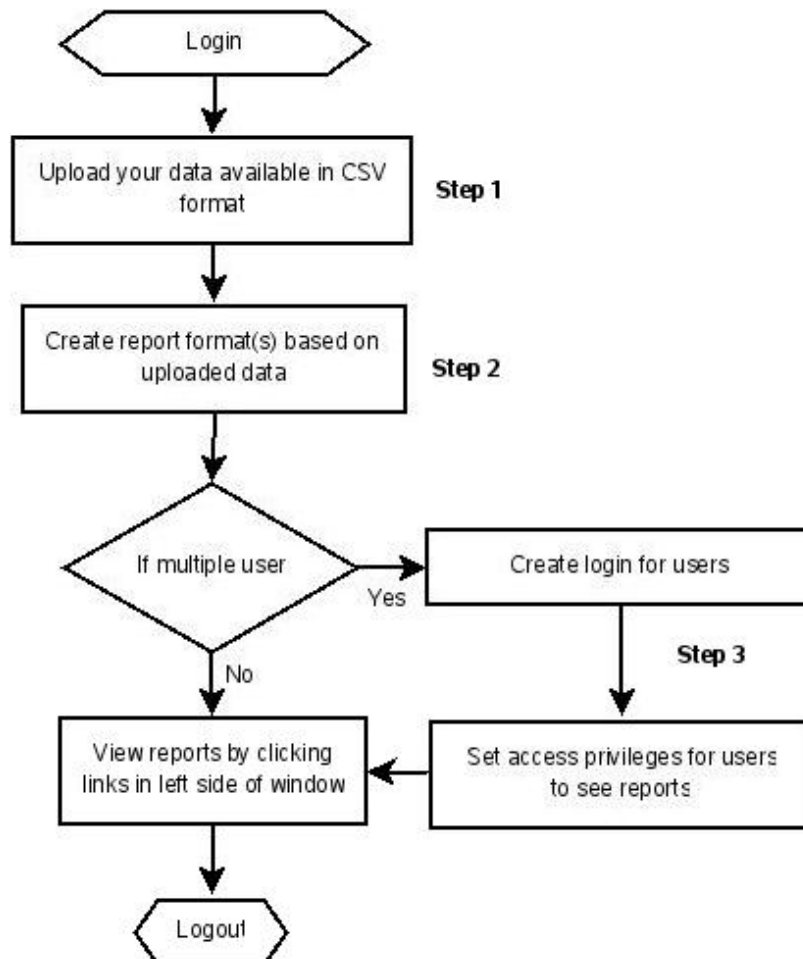 Login
Upload your data available in CSV
format
Step 1
Create report format(s) based on
uploaded data
Step 2
If multiple user
Yes
Create login for users
No
Step 3
View reports by clicking
links in left side of window
Set access privileges for users
to see reports
Logout